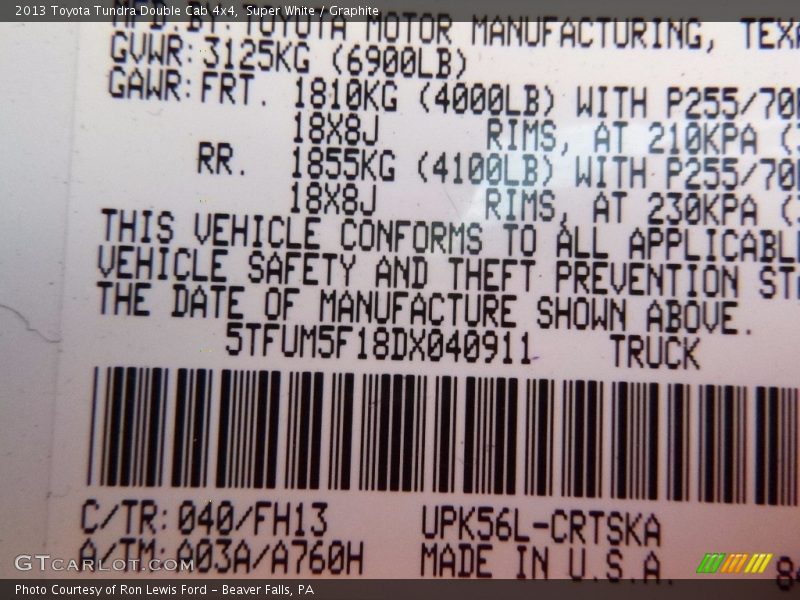 2013 Toyota Tundra Double Cab 4x4, Super White / Graphite
MFD.BY:TOYOTA MOTOR MANUFACTURING,
GVWR:3125KG (6900LB)
GAWR:FRT. 1810KG (4000LB) WITH P255/70
18X8J RIMS, AT 210KPA
RR. 1855KG (4100LB) WITH P255/70
18X8J RIMS, AT 230KPA
THIS VEHICLE CONFORMS TO ALL APPLICABL
VEHICLE SAFETY AND THEFT PREVENTION ST
THE DATE OF MANUFACTURE SHOWN ABOVE.
5TFUM5F18DX040911 TRUCK
C/TR:040/FH13 UPK56L-CRTSKA
A/TM:A03A/A760H MADE IN U.S.A.
GTCARLOT.COM
Photo Courtesy of Ron Lewis Ford - Beaver Falls, PA